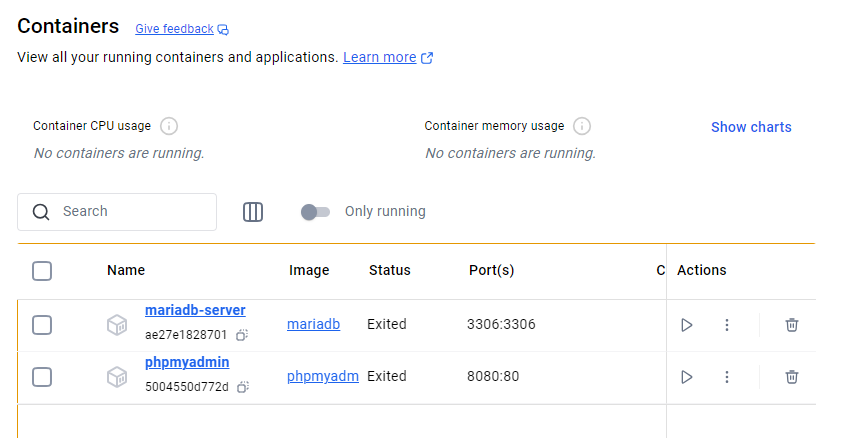 Containers Give feedback
View all your running containers and applications. Learn more
Container CPU usage Container memory usage Show charts
No containers are running. No containers are running.
Search Only running
Name Image Status Port(s) C Actions
mariadb-server
ae27e1828701 mariadb Exited 3306:3306
phpmyadmin
5004550d772d phpmyadm Exited 8080:80